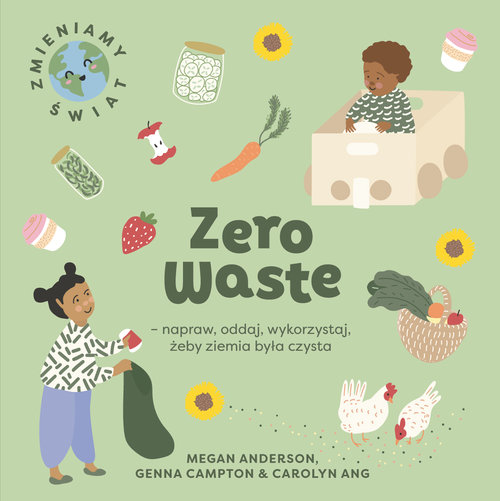 ZMIENIAMY
ŚWIAT
Zero
Waste
– napraw, oddaj, wykorzystaj,
żeby ziemia była czysta
MEGAN ANDERSON,
GENNA CAMPTON & CAROLYN ANG